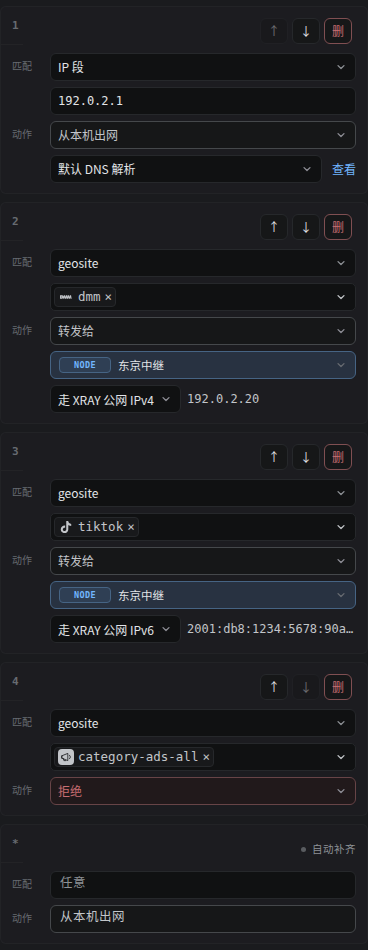 1
↑ ↓ 删
匹配 IP 段
192.0.2.1
动作 从本机出网
默认 DNS 解析 查看
2
↑ ↓ 删
匹配 geosite
dmm ×
动作 转发给
NODE 东京中继
走 XRAY 公网 IPv4 192.0.2.20
3
↑ ↓ 删
匹配 geosite
tiktok ×
动作 转发给
NODE 东京中继
走 XRAY 公网 IPv6 2001:db8:1234:5678:90a…
4
↑ ↓ 删
匹配 geosite
category-ads-all ×
动作 拒绝
*
自动补齐
匹配 任意
动作 从本机出网